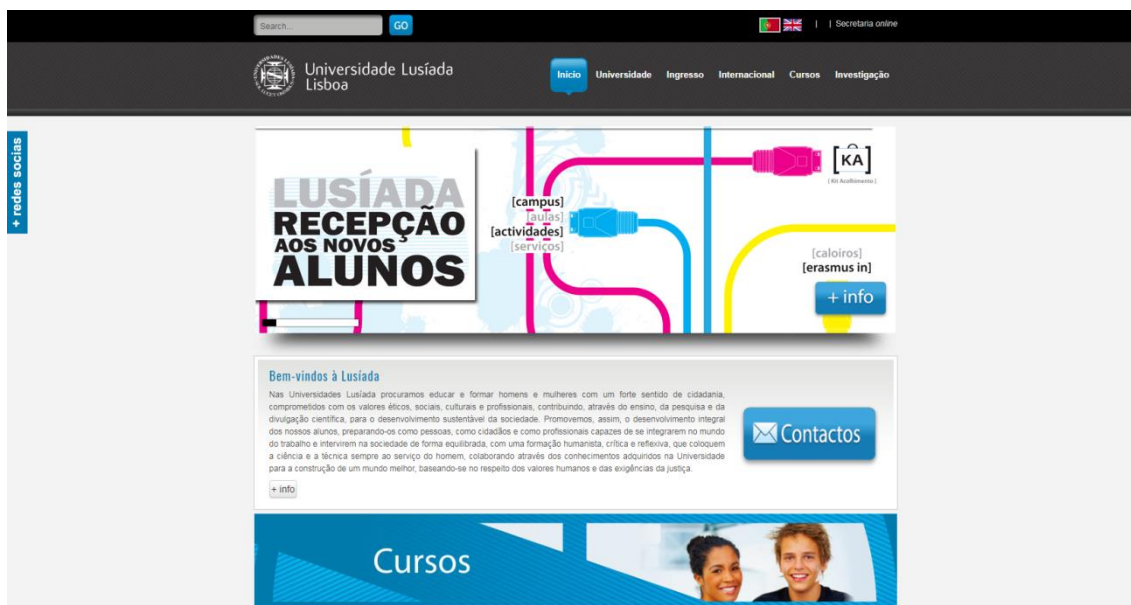 Search...
GO
| | Secretaria online
Universidade Lusíada
Lisboa
Início Universidade Ingresso Internacional Cursos Investigação
+ redes socias
LUSÍADA
RECEPÇÃO
AOS NOVOS
ALUNOS
[campus]
[aulas]
[actividades]
[serviços]
[KA]
[Kit Acolhimento]
[caloiros]
[erasmus in]
+ info
Bem-vindos à Lusíada
Nas Universidades Lusíada procuramos educar e formar homens e mulheres com um forte sentido de cidadania,
comprometidos com os valores éticos, sociais, culturais e profissionais, contribuindo, através do ensino, da pesquisa e da
divulgação científica, para o desenvolvimento sustentável da sociedade. Promovemos, assim, o desenvolvimento integral
dos nossos alunos, preparando-os como pessoas, como cidadãos e como profissionais capazes de se integrarem no mundo
do trabalho e intervirem na sociedade de forma equilibrada, com uma formação humanista, crítica e reflexiva, que coloquem
a ciência e a técnica sempre ao serviço do homem, colaborando através dos conhecimentos adquiridos na Universidade
para a construção de um mundo melhor, baseando-se no respeito dos valores humanos e das exigências da justiça.
+ info
Contactos
Cursos